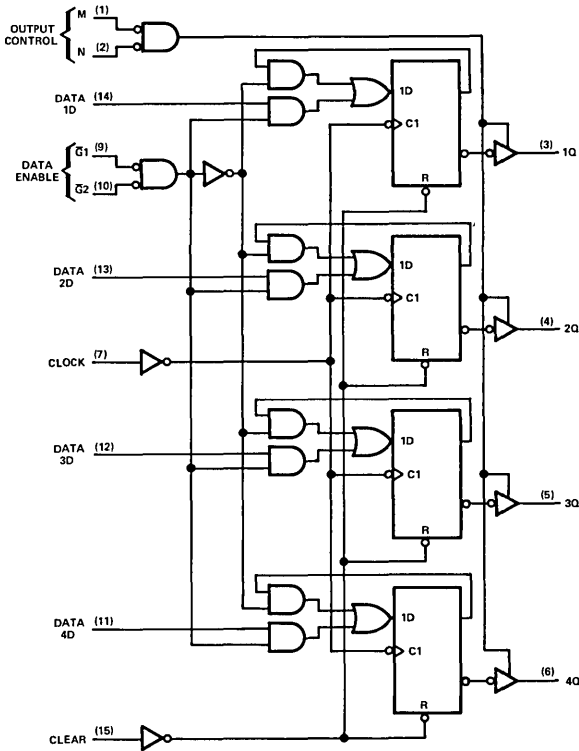 OUTPUT CONTROL
M (1)
N (2)
DATA 1D (14)
DATA ENABLE
G̅1 (9)
G̅2 (10)
1D
C1
R
(3) 1Q
DATA 2D (13)
1D
C1
R
(4) 2Q
CLOCK (7)
DATA 3D (12)
1D
C1
R
(5) 3Q
DATA 4D (11)
1D
C1
R
(6) 4Q
CLEAR (15)